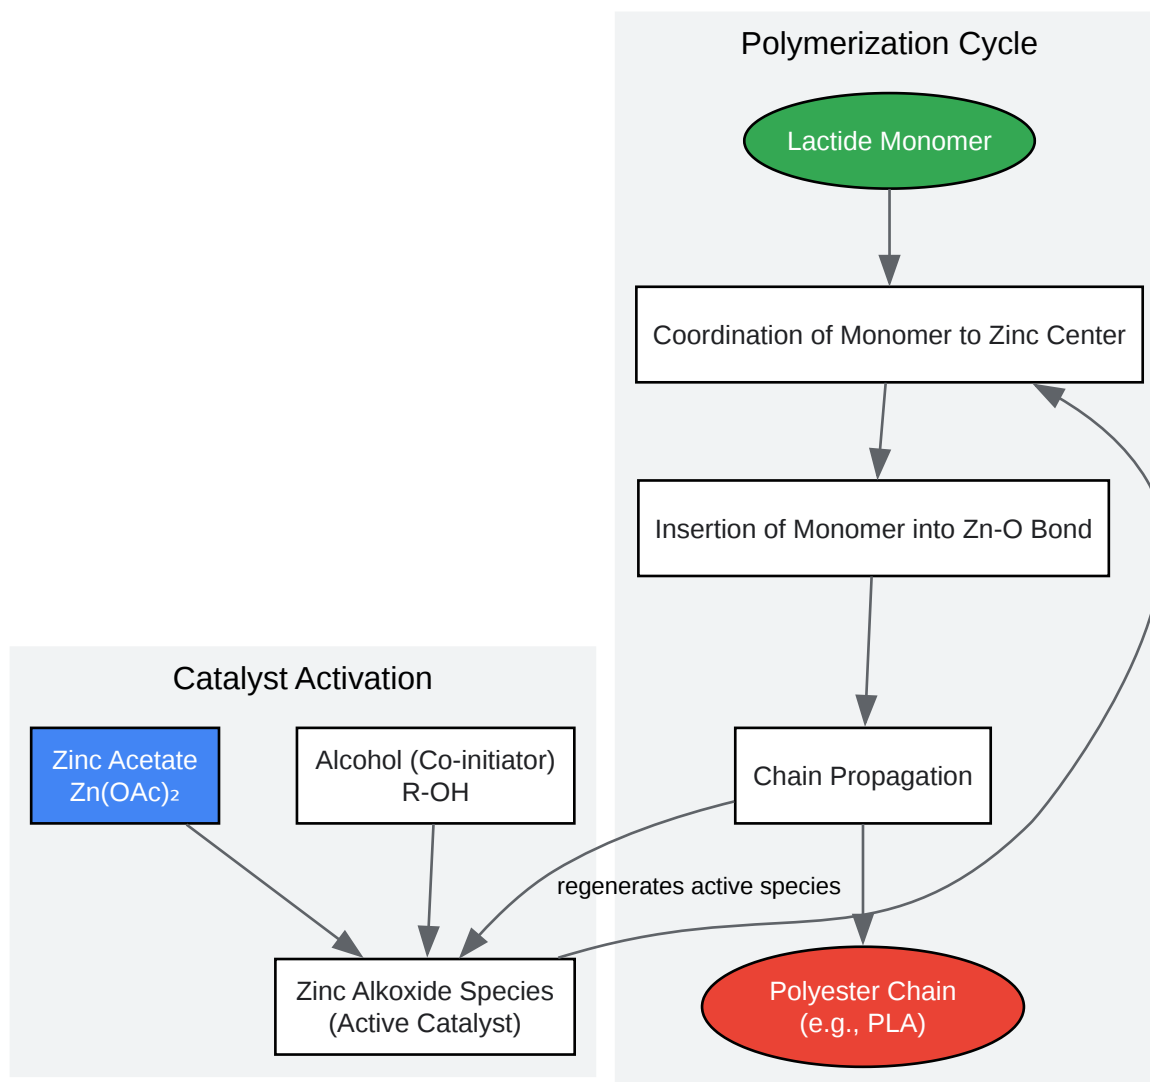 Polymerization Cycle
Lactide Monomer
Coordination of Monomer to Zinc Center
Insertion of Monomer into Zn-O Bond
Catalyst Activation
Zinc Acetate
Zn(OAc)₂
Alcohol (Co-initiator)
R-OH
Chain Propagation
regenerates active species
Zinc Alkoxide Species
(Active Catalyst)
Polyester Chain
(e.g., PLA)